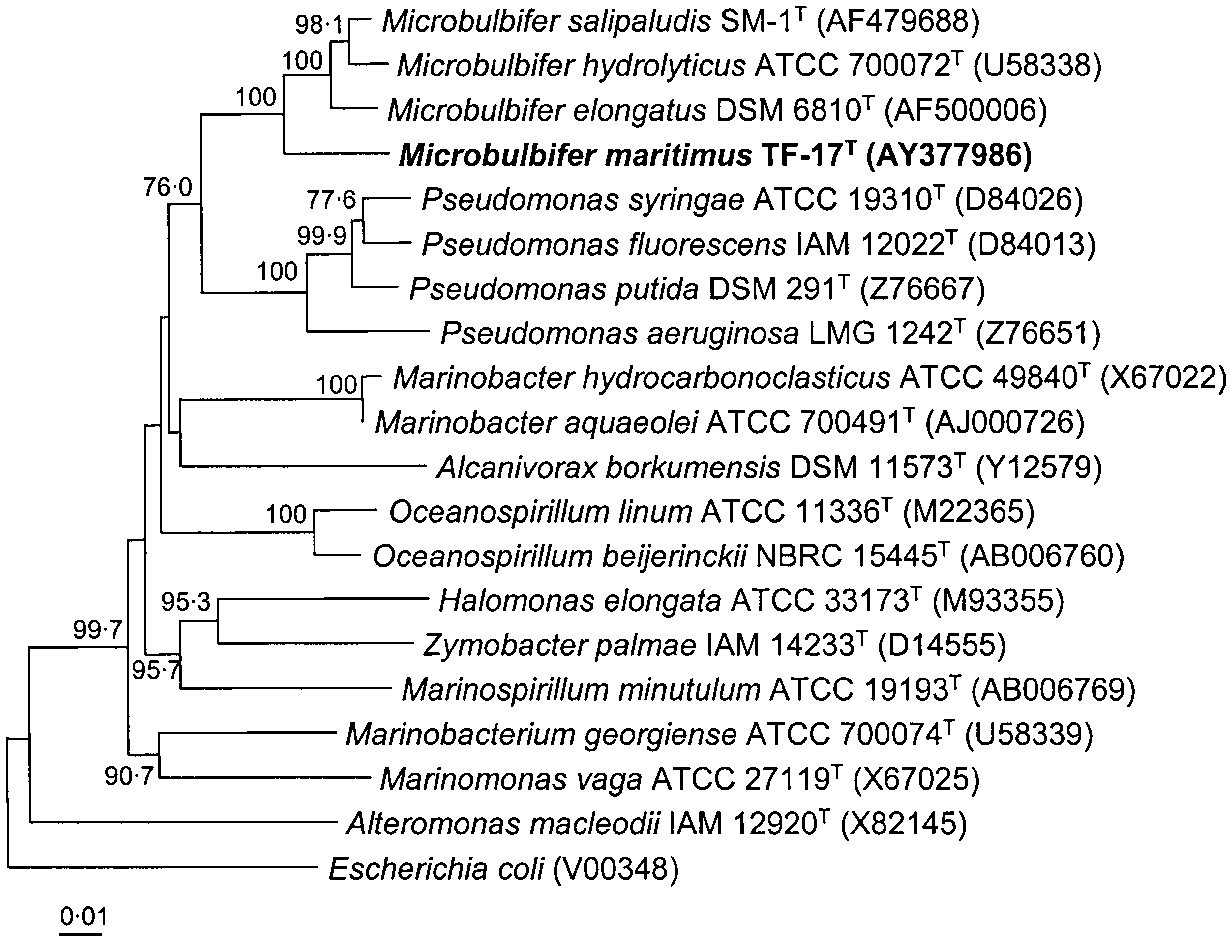 98·1 Microbulbifer salipaludis SM-1ᵀ (AF479688)
100 Microbulbifer hydrolyticus ATCC 700072ᵀ (U58338)
100 Microbulbifer elongatus DSM 6810ᵀ (AF500006)
Microbulbifer maritimus TF-17ᵀ (AY377986)
76·0
77·6 Pseudomonas syringae ATCC 19310ᵀ (D84026)
99·9 Pseudomonas fluorescens IAM 12022ᵀ (D84013)
100 Pseudomonas putida DSM 291ᵀ (Z76667)
Pseudomonas aeruginosa LMG 1242ᵀ (Z76651)
100 Marinobacter hydrocarbonoclasticus ATCC 49840ᵀ (X67022)
Marinobacter aquaeolei ATCC 700491ᵀ (AJ000726)
Alcanivorax borkumensis DSM 11573ᵀ (Y12579)
100 Oceanospirillum linum ATCC 11336ᵀ (M22365)
Oceanospirillum beijerinckii NBRC 15445ᵀ (AB006760)
95·3 Halomonas elongata ATCC 33173ᵀ (M93355)
99·7 Zymobacter palmae IAM 14233ᵀ (D14555)
95·7 Marinospirillum minutulum ATCC 19193ᵀ (AB006769)
Marinobacterium georgiense ATCC 700074ᵀ (U58339)
90·7 Marinomonas vaga ATCC 27119ᵀ (X67025)
Alteromonas macleodii IAM 12920ᵀ (X82145)
Escherichia coli (V00348)
0·01